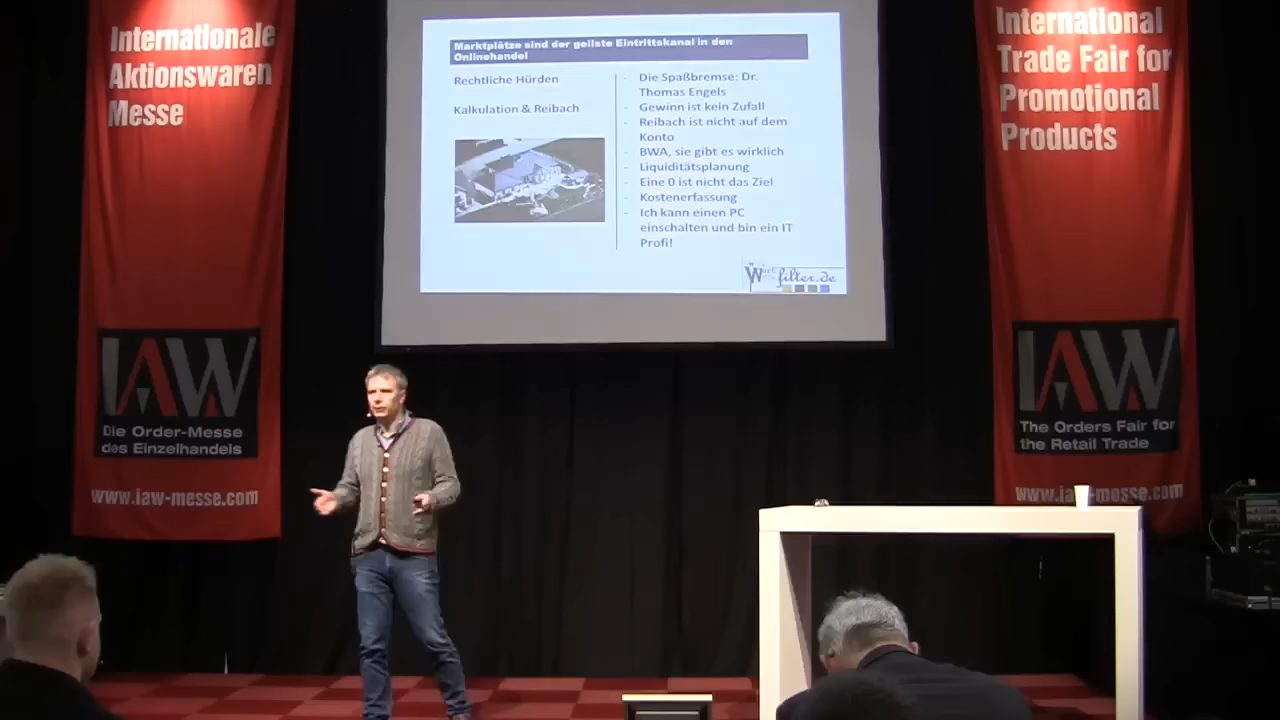 Internationale
Aktionswaren
Messe
IAW
Die Order-Messe
des Einzelhandels
www.iaw-messe.com
Marktplätze sind der geilste Eintrittskanal in den
Onlinehandel
Rechtliche Hürden
Kalkulation & Reibach
- Die Spaßbremse: Dr.
Thomas Engels
- Gewinn ist kein Zufall
- Reibach ist nicht auf dem
Konto
- BWA, sie gibt es wirklich
- Liquiditätsplanung
- Eine 0 ist nicht das Ziel
- Kostenerfassung
- Ich kann einen PC
einschalten und bin ein IT
Profi!
filter.de
International
Trade Fair for
Promotional
Products
IAW
The Orders Fair for
the Retail Trade
www.iaw-messe.com